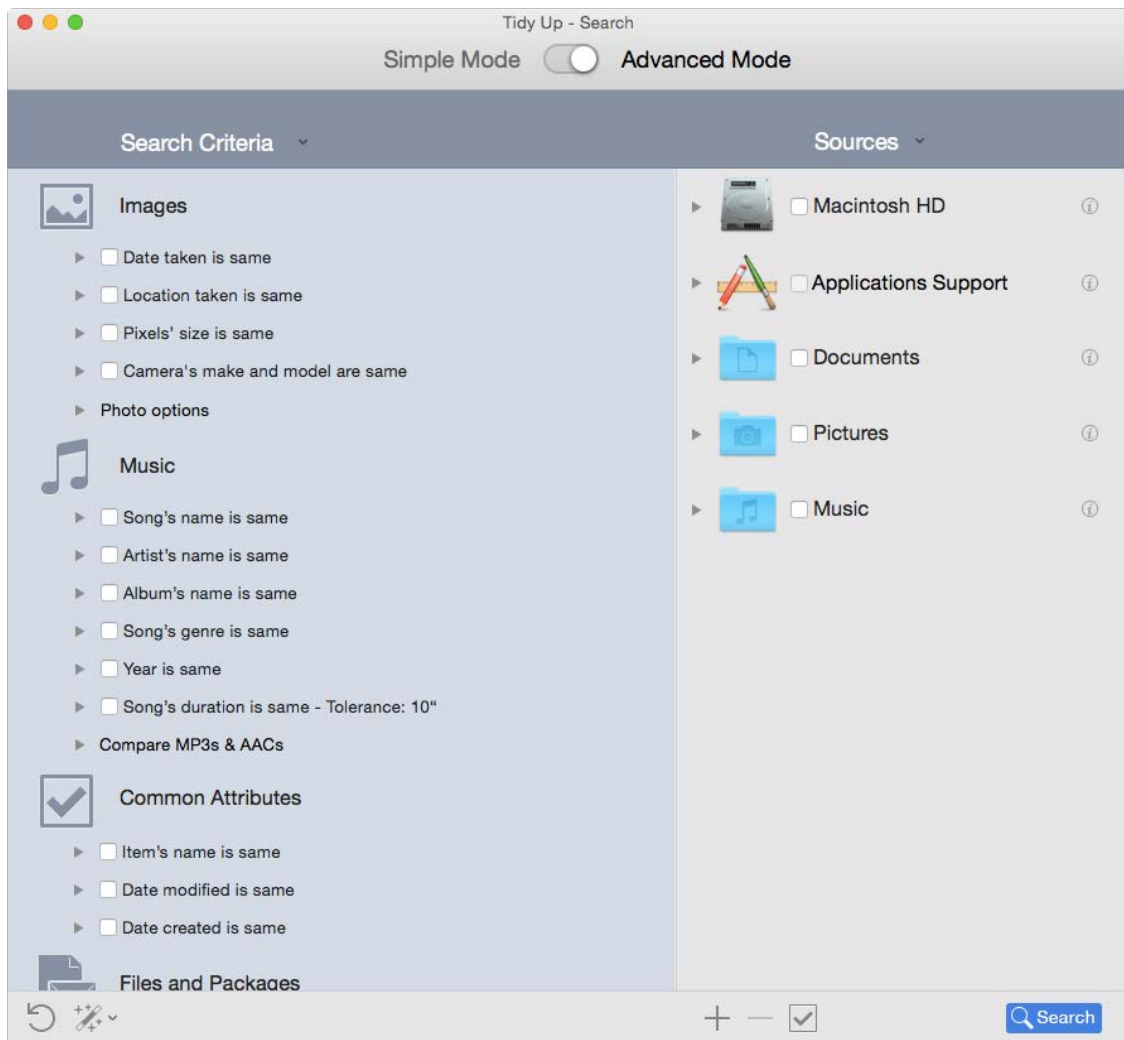 Tidy Up - Search
Simple Mode Advanced Mode
Search Criteria
Sources
Images
Date taken is same
Location taken is same
Pixels' size is same
Camera's make and model are same
Photo options
Music
Song's name is same
Artist's name is same
Album's name is same
Song's genre is same
Year is same
Song's duration is same - Tolerance: 10“
Compare MP3s & AACs
Common Attributes
Item's name is same
Date modified is same
Date created is same
Files and Packages
Macintosh HD
Applications Support
Documents
Pictures
Music
Search